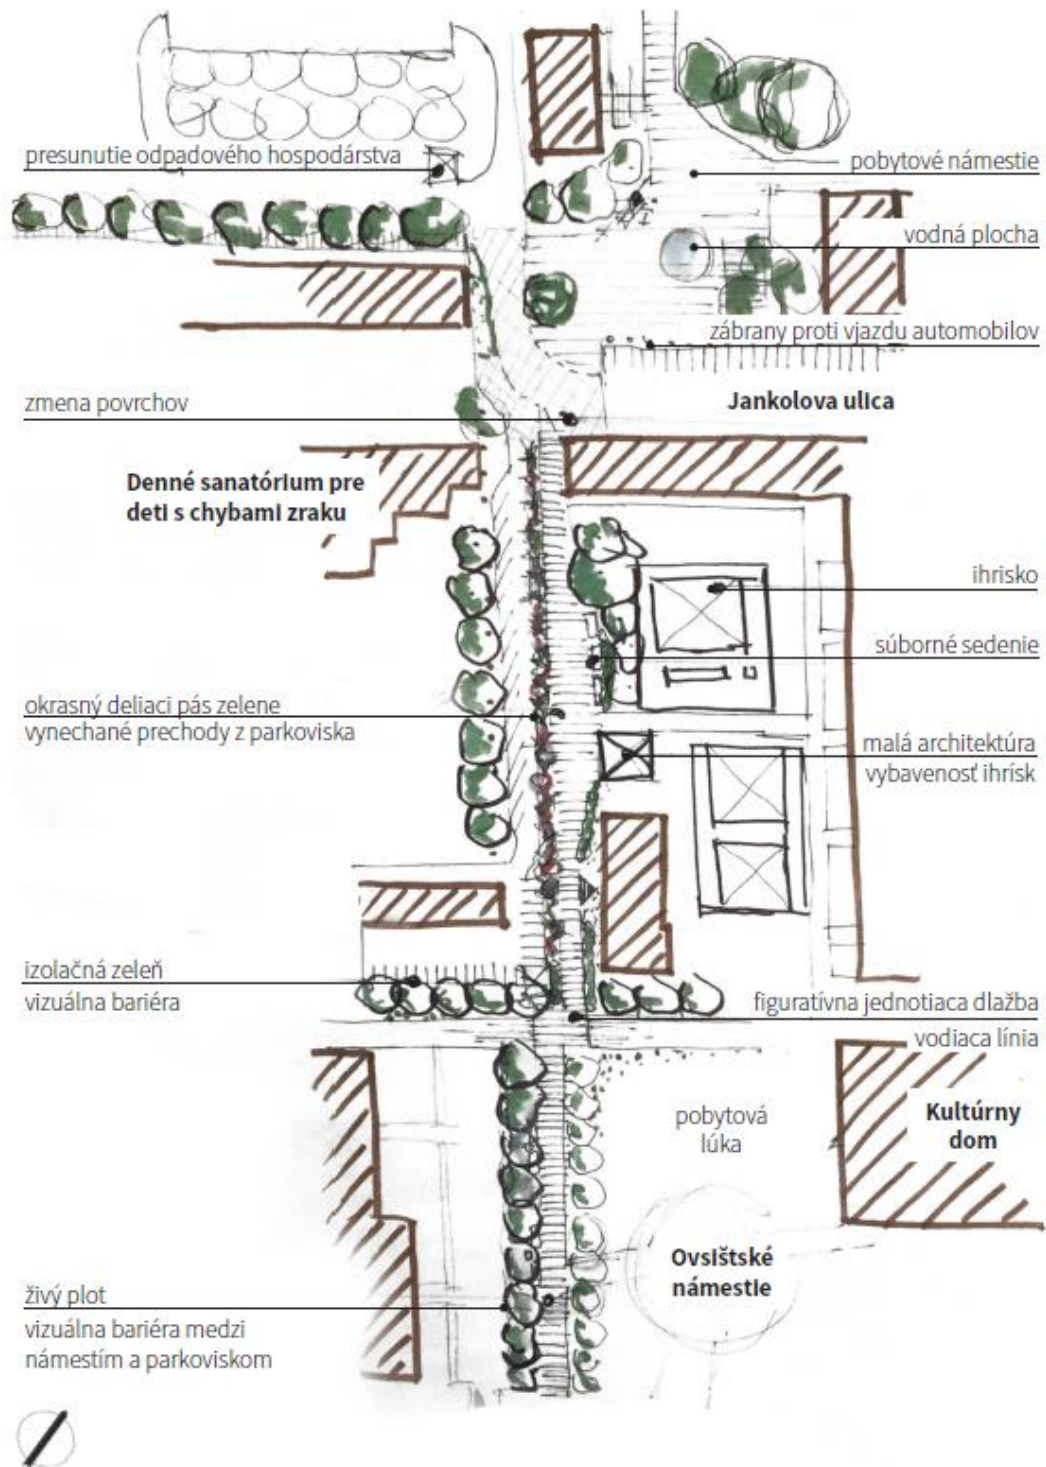 presunutie odpadového hospodárstva
pobytové námestie
vodná plocha
zábrany proti vjazdu automobilov
zmena povrchov
Jankolova ulica
Denné sanatórium pre
deti s chybami zraku
ihrisko
súborné sedenie
okrasný deliaci pás zelene
vynechané prechody z parkoviska
malá architektúra
vybavenosť ihrísk
izolačná zeleň
vizuálna bariéra
figuratívna jednotiaca dlažba
vodiaca línia
pobytová
lúka
Kultúrny
dom
Ovsištské
námestie
živý plot
vizuálna bariéra medzi
námestím a parkoviskom